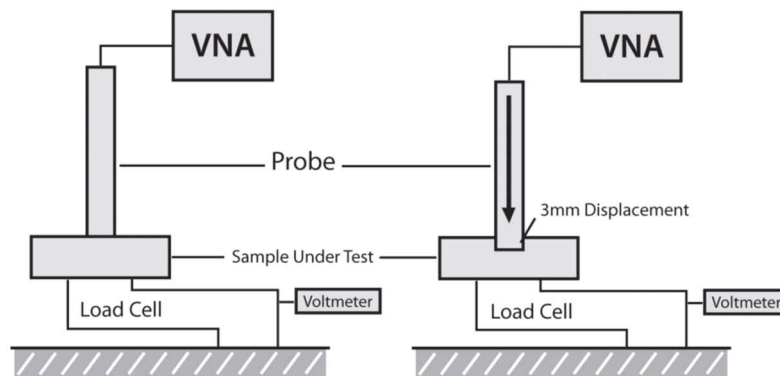 VNA
VNA
Probe
3mm Displacement
Sample Under Test
Load Cell
Voltmeter
Load Cell
Voltmeter